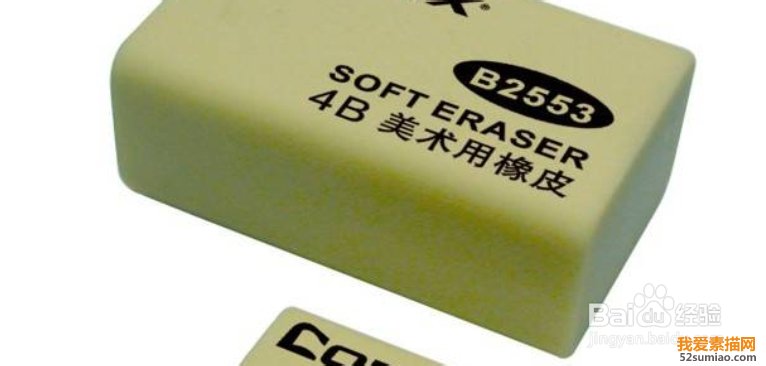 B2553
SOFT ERASER
4B 美术用橡皮
Baidu经验
jingyan.baidu
我爱素描网
52sumiao.com